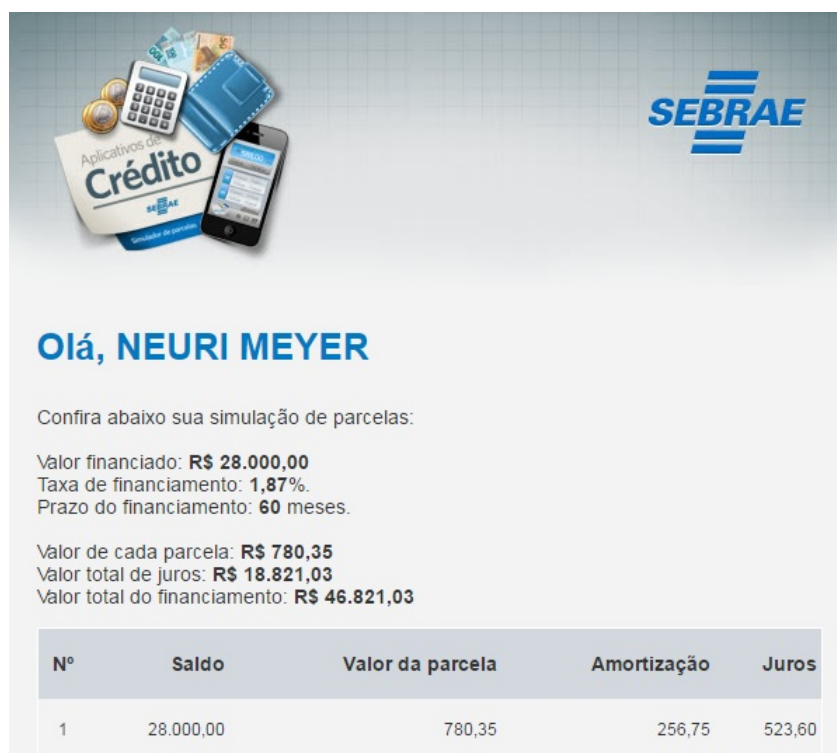 Aplicativos de
Crédito
SEBRAE
Simulador de parcelas
SEBRAE
Olá, NEURI MEYER
Confira abaixo sua simulação de parcelas:
Valor financiado: R$ 28.000,00
Taxa de financiamento: 1,87%.
Prazo do financiamento: 60 meses.
Valor de cada parcela: R$ 780,35
Valor total de juros: R$ 18.821,03
Valor total do financiamento: R$ 46.821,03
Nº Saldo Valor da parcela Amortização Juros
1 28.000,00 780,35 256,75 523,60